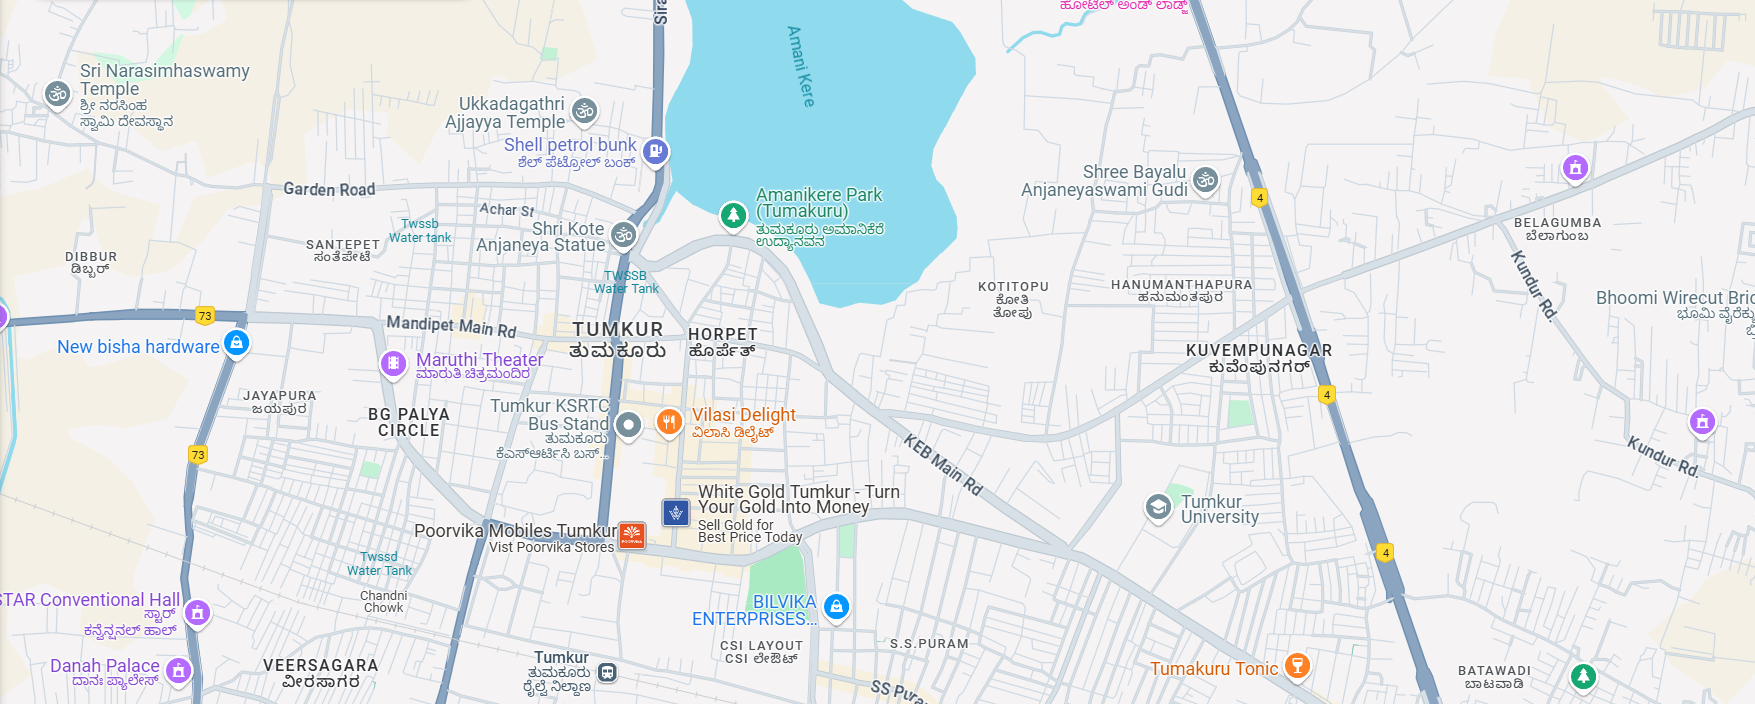 Sira
ಹೋಟೆಲ್ ಅಂಡ್ ಲಾಡ್ಜ್
Amani Kere
Sri Narasimhaswamy
Temple
ಶ್ರೀ ನರಸಿಂಹ
ಸ್ವಾಮಿ ದೇವಸ್ಥಾನ
Ukkadagathri
Ajjayya Temple
Shell petrol bunk
ಶೆಲ್ ಪೆಟ್ರೋಲ್ ಬಂಕ್
Garden Road
Achar St
Twssb
Water tank
Shri Kote
Anjaneya Statue
Amanikere Park
(Tumakuru)
ತುಮಕೂರು ಅಮಾನಿಕೆರೆ
ಉದ್ಯಾನವನ
Shree Bayalu
Anjaneyaswami Gudi
4
BELAGUMBA
ಬೆಲಾಗುಂಬ
SANTEPET
ಸಂತೆಪೇಟೆ
DIBBUR
ಡಿಬ್ಬರ್
TWSSB
Water Tank
KOTITOPU
ಕೋತಿ
ತೋಪು
HANUMANTHAPURA
ಹನುಮಂತಪುರ
Kundur Rd.
Bhoomi Wirecut Bric
ಭೂಮಿ ವೈರೆಕ್ಟು
73
Mandipet Main Rd
TUMKUR
ತುಮಕೂರು
HORPET
ಹೊರ್ಪೆತ್
New bisha hardware
Maruthi Theater
ಮಾರುತಿ ಚಿತ್ರಮಂದಿರ
KUVEMPUNAGAR
ಕುವೆಂಪುನಗರ್
4
JAYAPURA
ಜಯಪುರ
BG PALYA
CIRCLE
Tumkur KSRTC
Bus Stand
ತುಮಕೂರು
ಕೆಎಸ್ಆರ್ಟಿಸಿ ಬಸ್...
Vilasi Delight
ವಿಲಾಸಿ ಡಿಲೈಟ್
KEB Main Rd
Kundur Rd.
73
White Gold Tumkur - Turn
Your Gold Into Money
Sell Gold for
Best Price Today
Tumkur
University
Poorvika Mobiles Tumkur
Vist Poorvika Stores
POORVIKA
4
Twssd
Water Tank
Chandni
Chowk
STAR Conventional Hall
ಸ್ಟಾರ್
ಕನ್ವೆನ್ಷನಲ್ ಹಾಲ್
BILVIKA
ENTERPRISES...
CSI LAYOUT
CSI ಲೇಔಟ್
S.S.PURAM
Danah Palace
ದಾನಃ ಪ್ಯಾಲೇಸ್
VEERSAGARA
ವೀರಸಾಗರ
Tumkur
ತುಮಕೂರು
ರೈಲ್ವೆ ನಿಲ್ದಾಣ
SS Pura
Tumakuru Tonic
BATAWADI
ಬಾಟವಾಡಿ